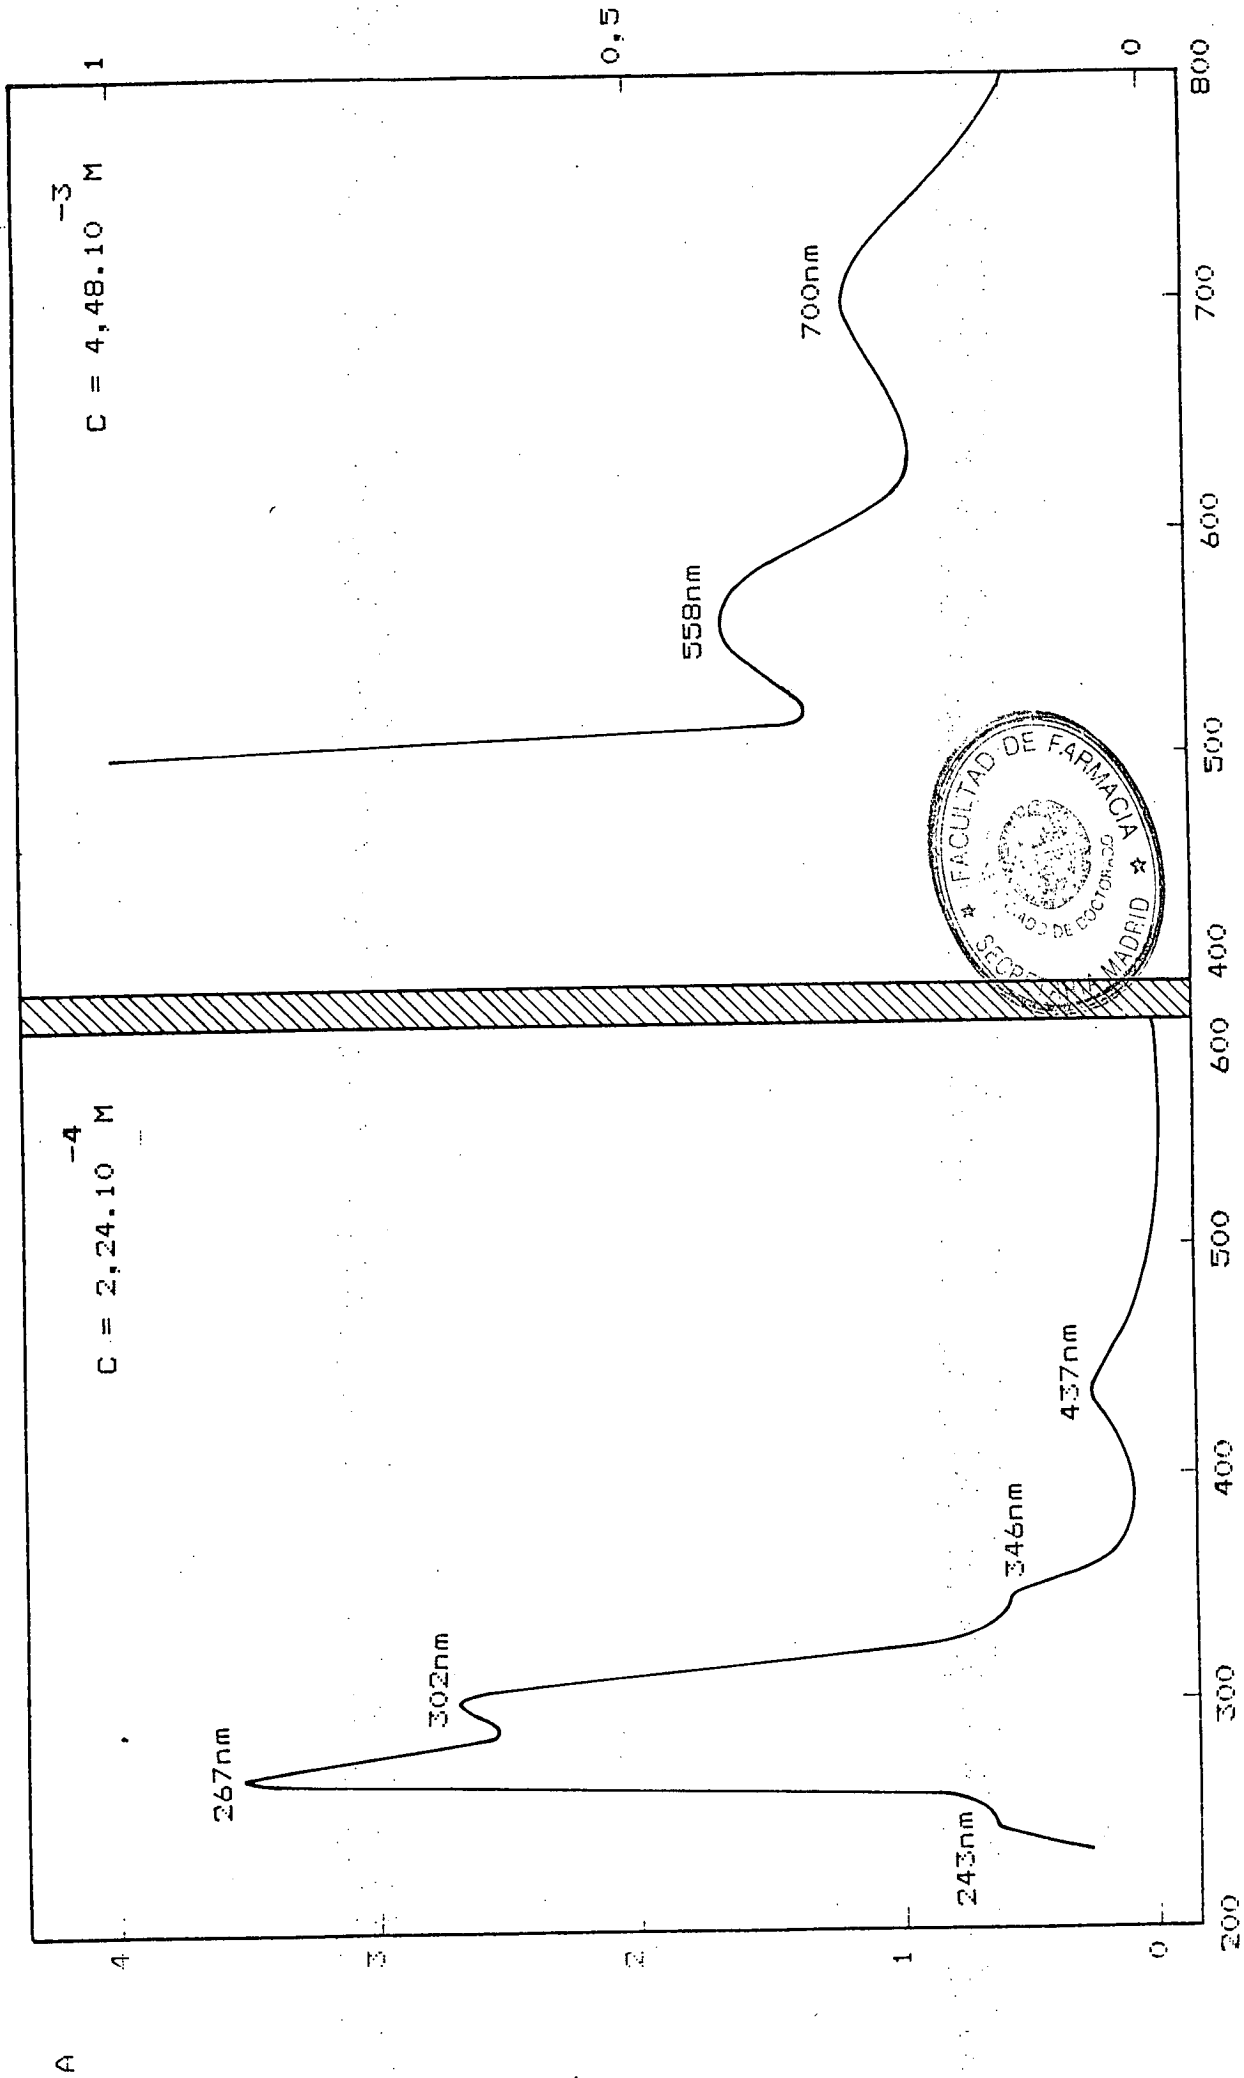 A
C = 2,24.10⁻⁴ M
C = 4,48.10⁻³ M
4
3
2
1
0
1
0,5
0
267nm
302nm
243nm
346nm
437nm
558nm
700nm
200
300
400
500
600
400
500
600
700
800
★ FACULTAD DE FARMACIA ★
MADRID
DE DOCTORADO